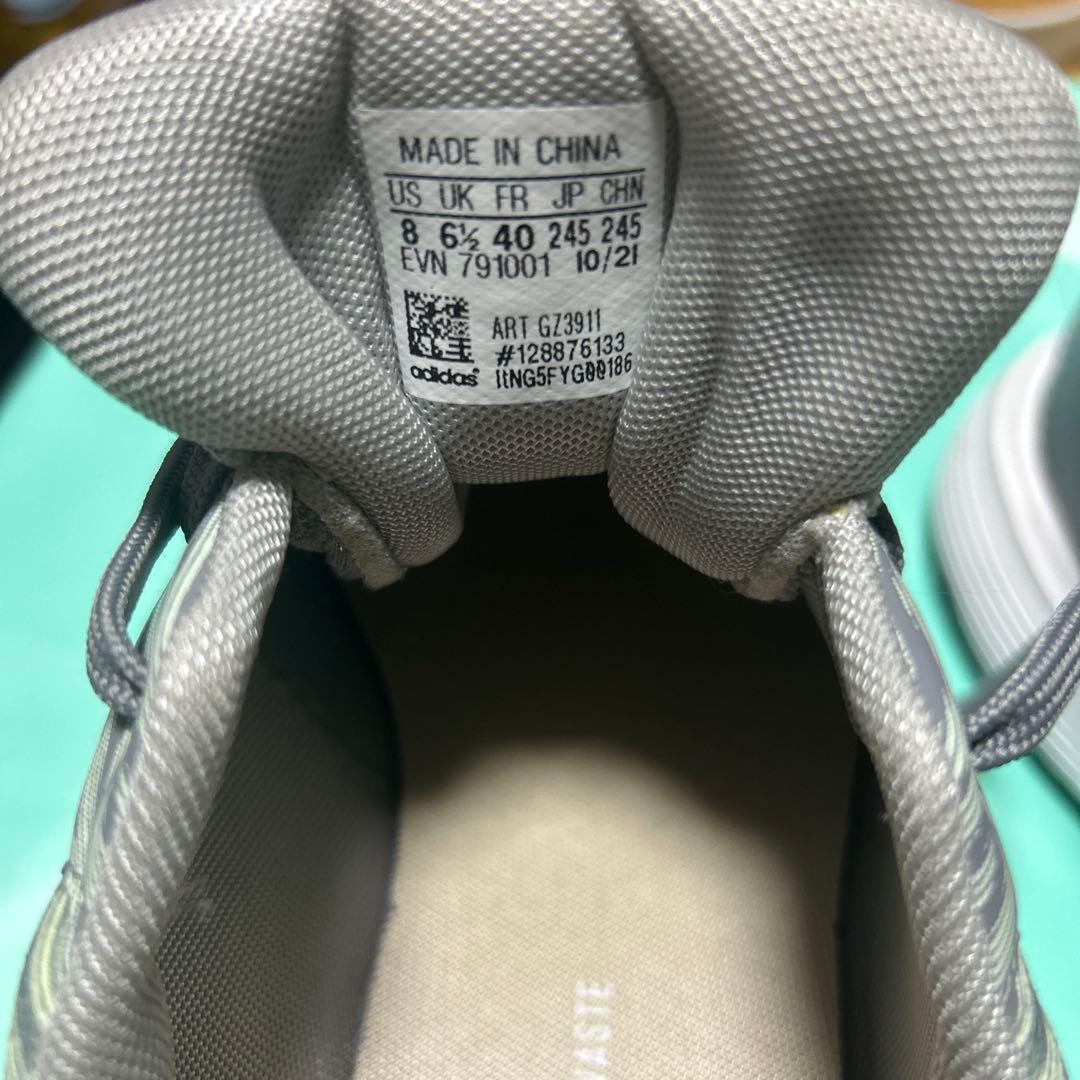 MADE IN CHINA
US UK FR JP CHN
8 6½ 40 245 245
EVN 791001 10/21
ART GZ3911
#128876133
adidas
WASTE